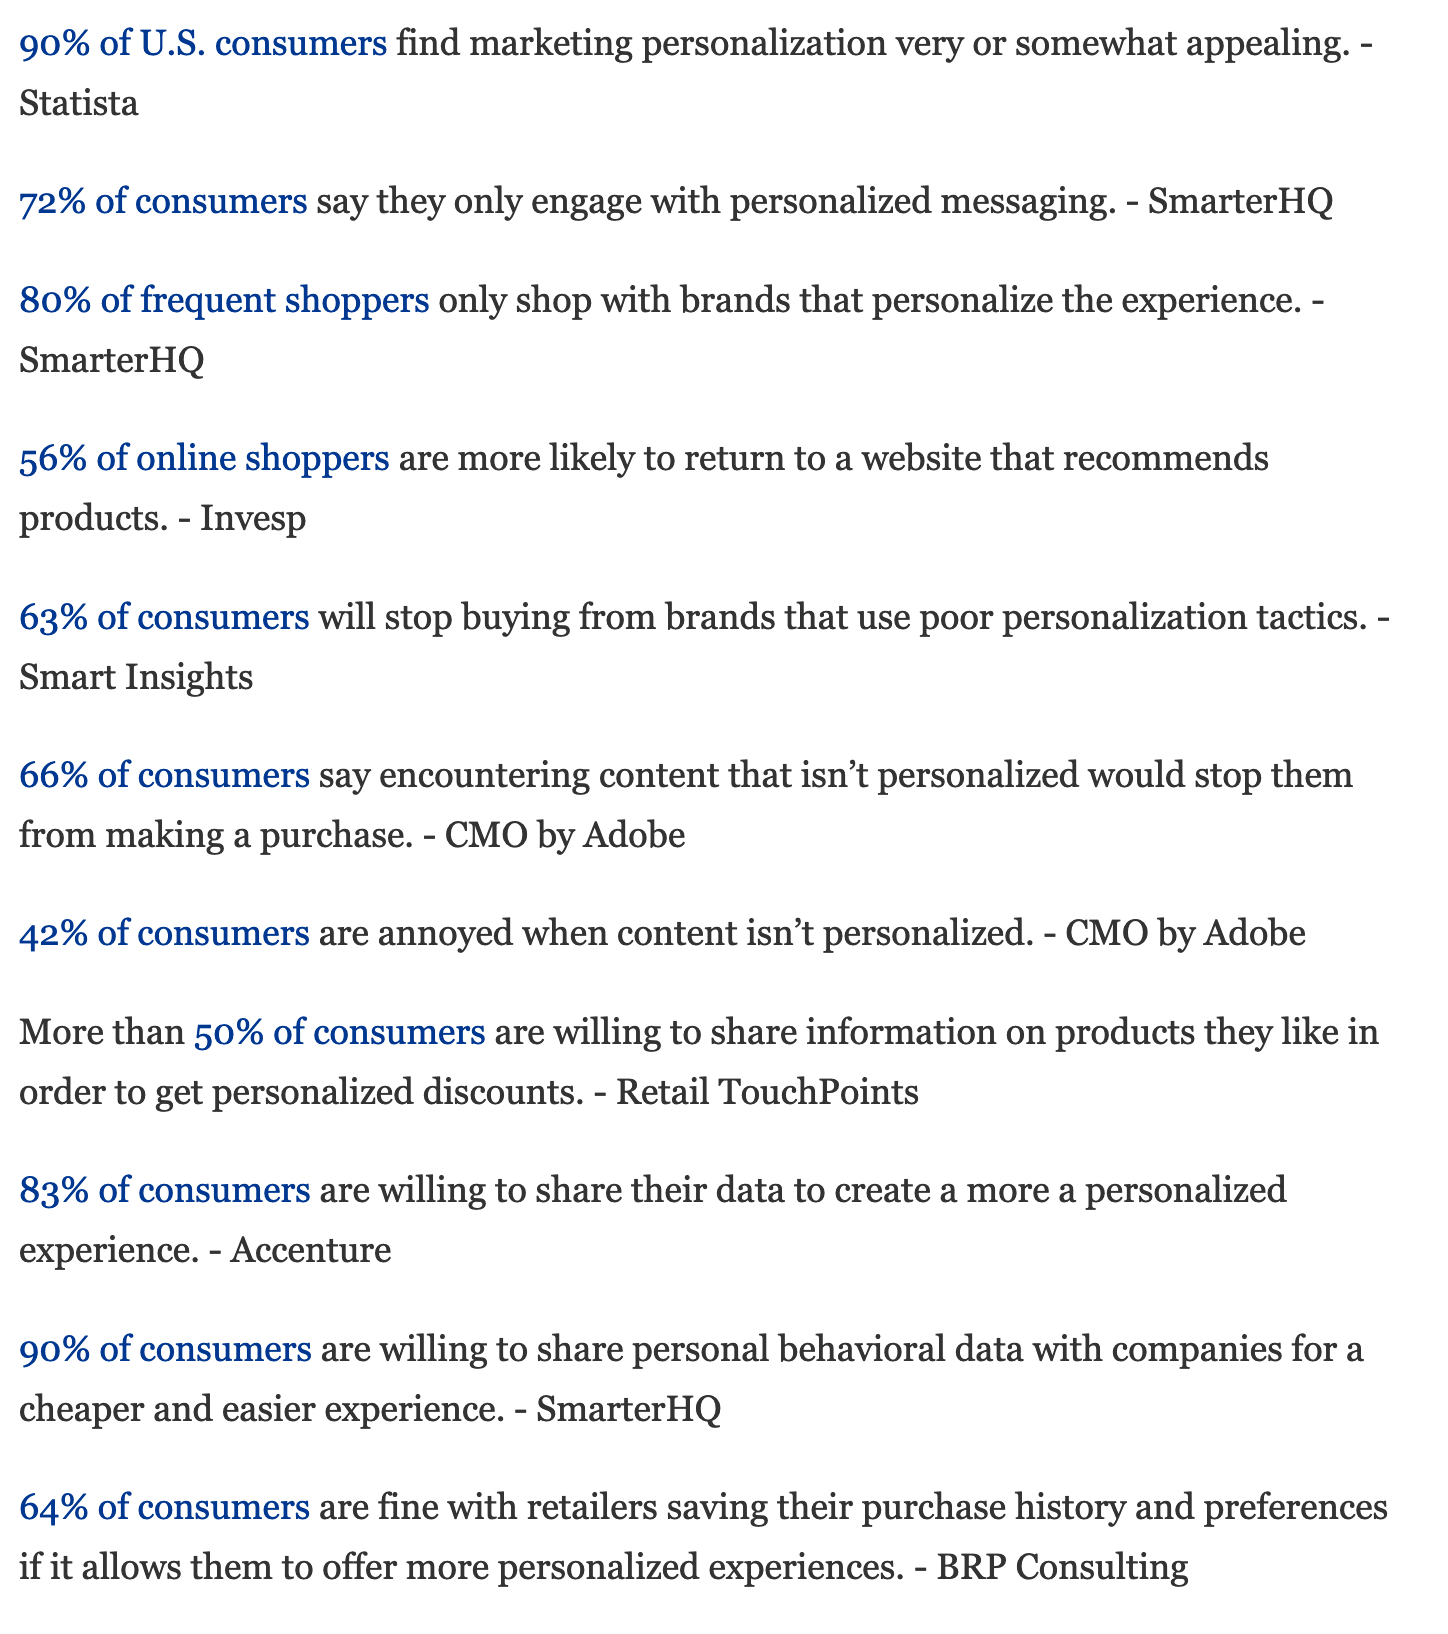 90% of U.S. consumers find marketing personalization very or somewhat appealing. -
Statista
72% of consumers say they only engage with personalized messaging. - SmarterHQ
80% of frequent shoppers only shop with brands that personalize the experience. -
SmarterHQ
56% of online shoppers are more likely to return to a website that recommends
products. - Invesp
63% of consumers will stop buying from brands that use poor personalization tactics. -
Smart Insights
66% of consumers say encountering content that isn’t personalized would stop them
from making a purchase. - CMO by Adobe
42% of consumers are annoyed when content isn’t personalized. - CMO by Adobe
More than 50% of consumers are willing to share information on products they like in
order to get personalized discounts. - Retail TouchPoints
83% of consumers are willing to share their data to create a more a personalized
experience. - Accenture
90% of consumers are willing to share personal behavioral data with companies for a
cheaper and easier experience. - SmarterHQ
64% of consumers are fine with retailers saving their purchase history and preferences
if it allows them to offer more personalized experiences. - BRP Consulting